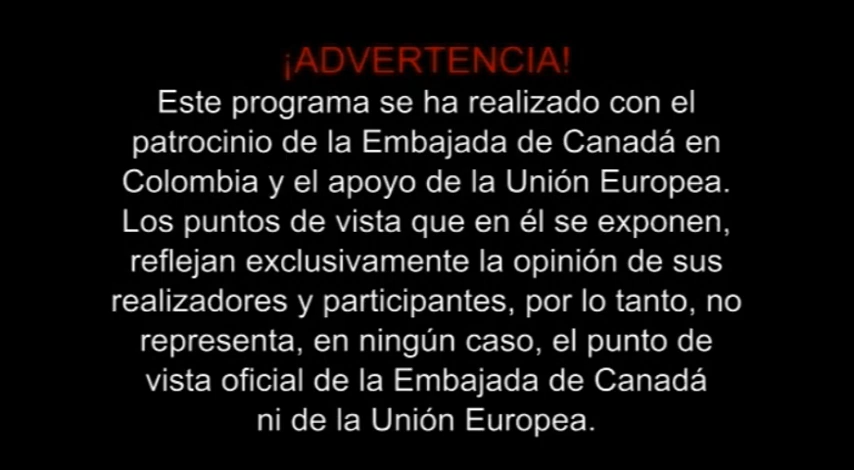 ¡ADVERTENCIA!
Este programa se ha realizado con el
patrocinio de la Embajada de Canadá en
Colombia y el apoyo de la Unión Europea.
Los puntos de vista que en él se exponen,
reflejan exclusivamente la opinión de sus
realizadores y participantes, por lo tanto, no
representa, en ningún caso, el punto de
vista oficial de la Embajada de Canadá
ni de la Unión Europea.